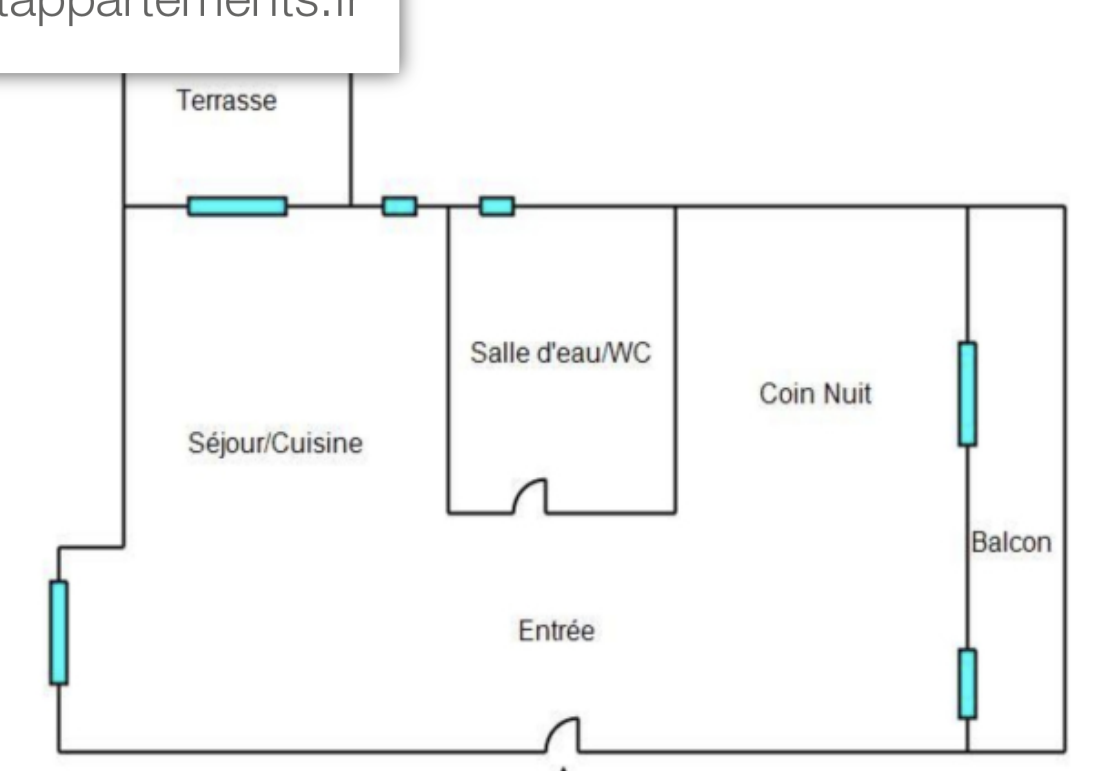 Terrasse
Salle d'eau/WC
Coin Nuit
Séjour/Cuisine
Balcon
Entrée